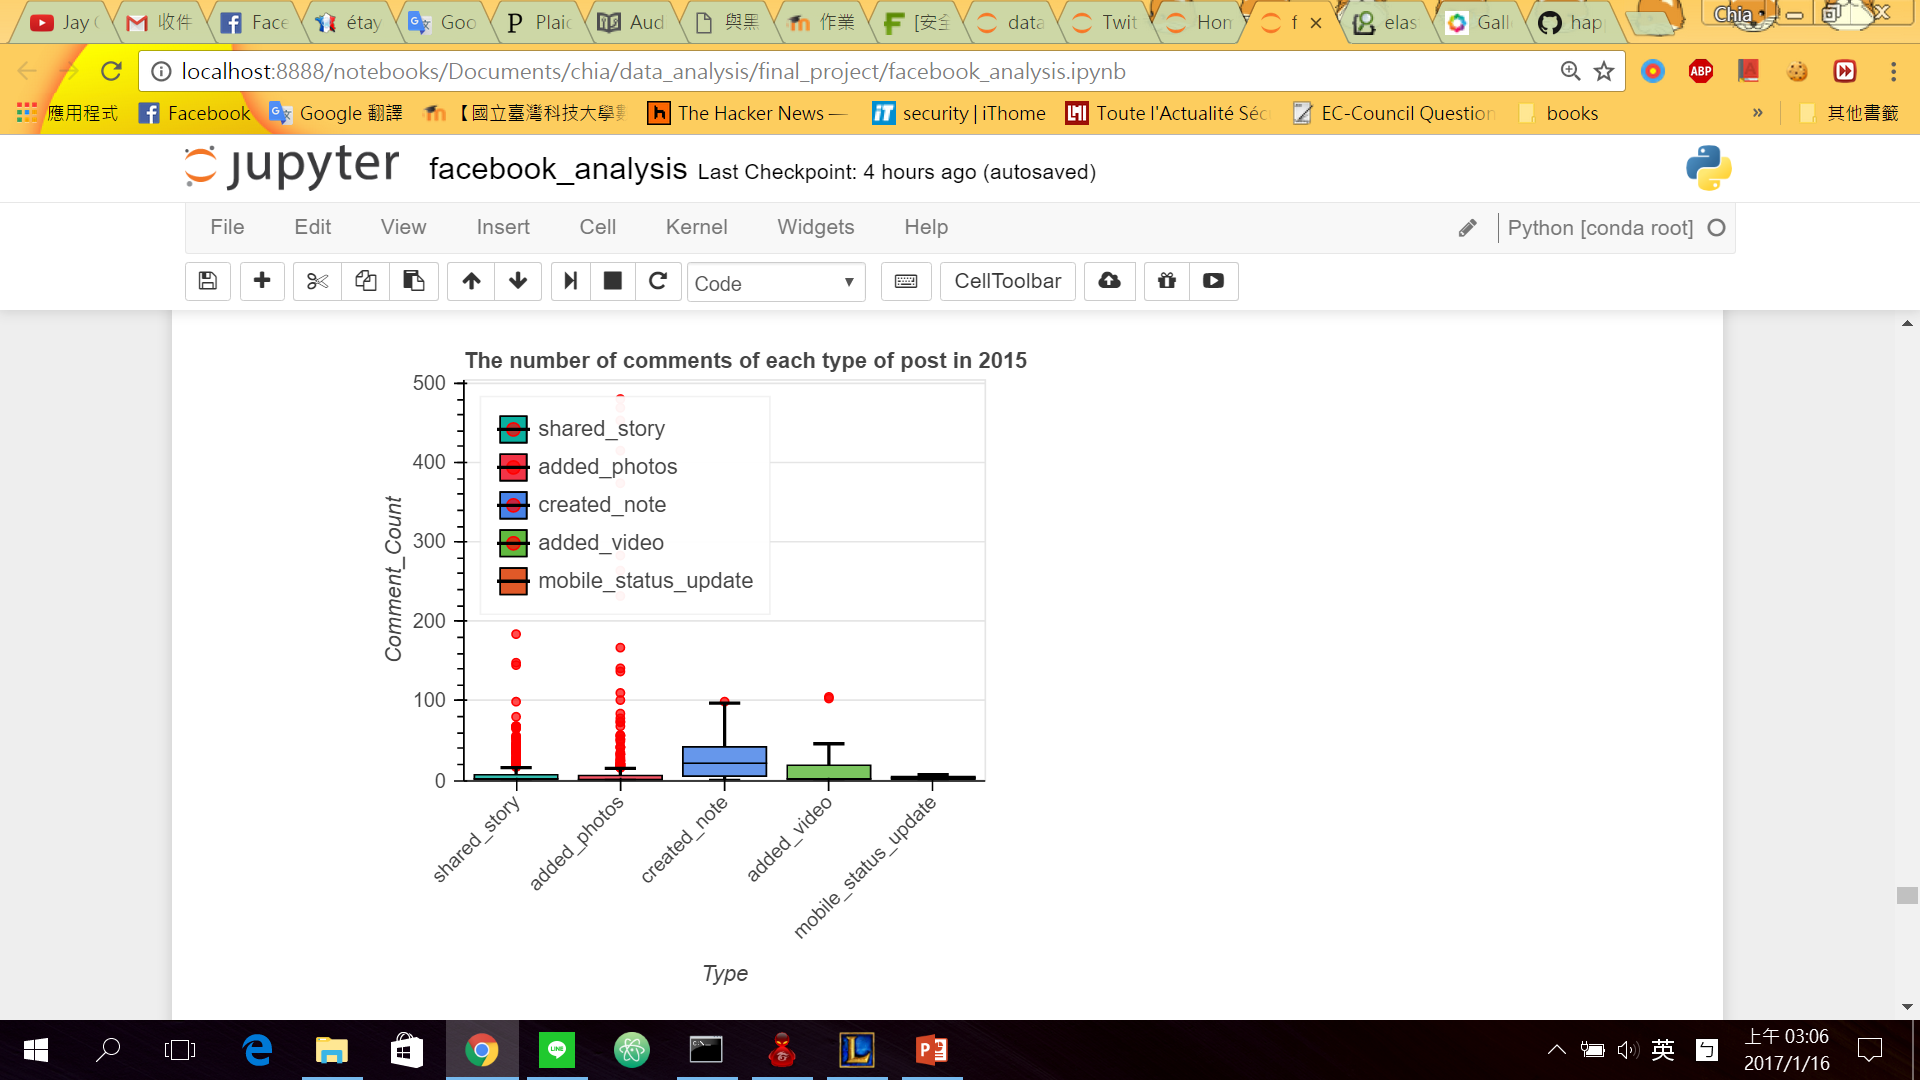 Jay
收件
Face
étay
Goo
Plaid
Aud
與黑
作業
[安全
data
Twit
Hom
f
elas
Gall
hap
Chia
localhost:8888/notebooks/Documents/chia/data_analysis/final_project/facebook_analysis.ipynb
ABP
應用程式
Facebook
Google 翻譯
【國立臺灣科技大學
The Hacker News —
security | iThome
Toute l'Actualité Séc
EC-Council Question
books
»
其他書籤
jupyter
facebook_analysis
Last Checkpoint: 4 hours ago (autosaved)
File
Edit
View
Insert
Cell
Kernel
Widgets
Help
Python [conda root]
Code
CellToolbar
The number of comments of each type of post in 2015
500
400
300
200
100
0
Comment_Count
shared_story
added_photos
created_note
added_video
mobile_status_update
shared_story
added_photos
created_note
added_video
mobile_status_update
Type
LINE
英
ㄅ
上午 03:06
2017/1/16